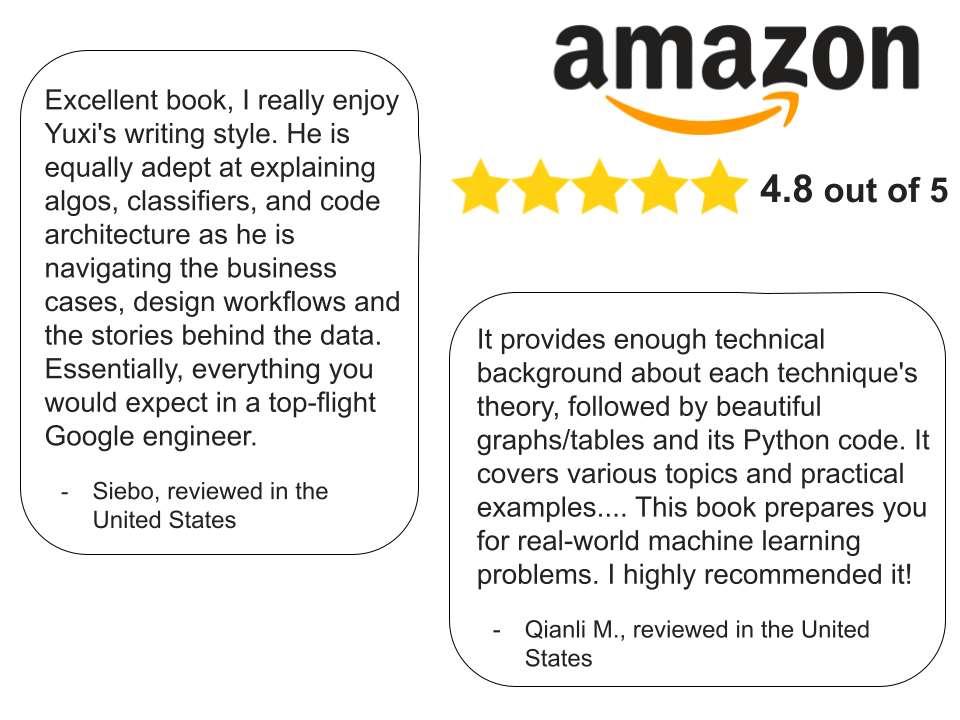 amazon
4.8 out of 5
Excellent book, I really enjoy
Yuxi's writing style. He is
equally adept at explaining
algos, classifiers, and code
architecture as he is
navigating the business
cases, design workflows and
the stories behind the data.
Essentially, everything you
would expect in a top-flight
Google engineer.
- Siebo, reviewed in the
United States
It provides enough technical
background about each technique's
theory, followed by beautiful
graphs/tables and its Python code. It
covers various topics and practical
examples.... This book prepares you
for real-world machine learning
problems. I highly recommended it!
- Qianli M., reviewed in the United
States